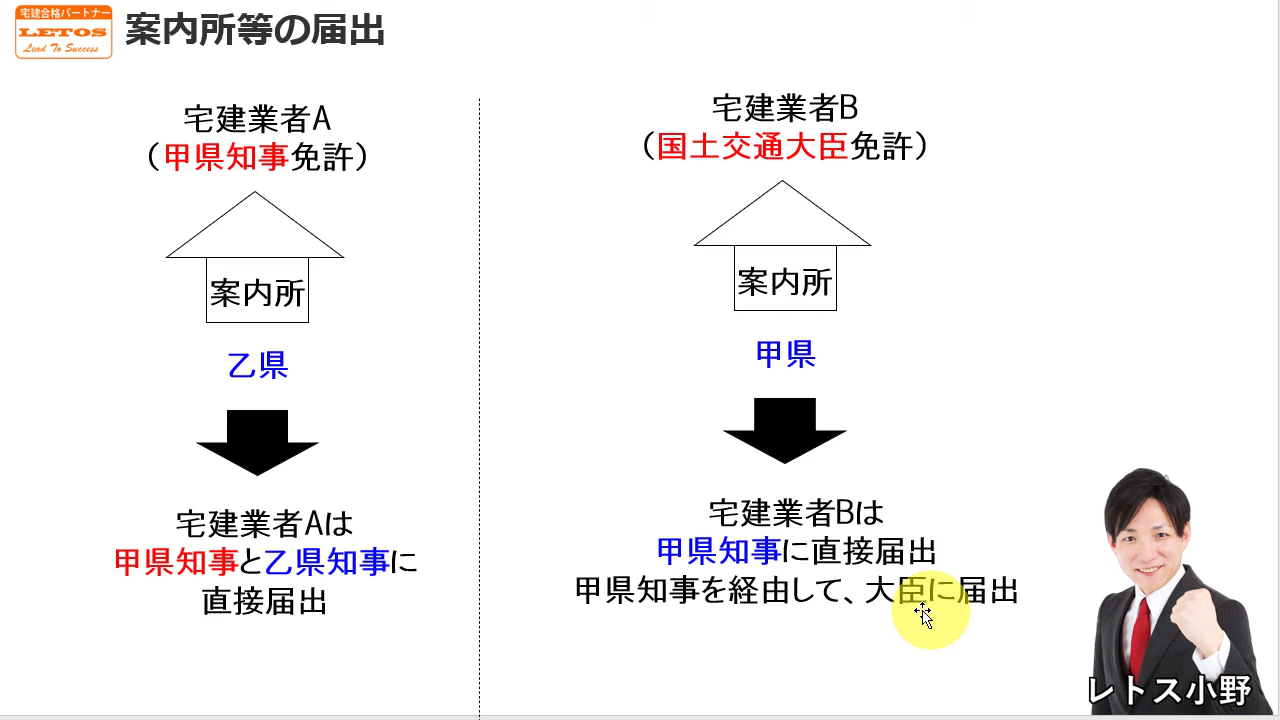 宅建合格パートナー
LETOS
Lead To Success
案内所等の届出
宅建業者A
（甲県知事免許）
案内所
乙県
宅建業者Aは
甲県知事と乙県知事に
直接届出
宅建業者B
（国土交通大臣免許）
案内所
甲県
宅建業者Bは
甲県知事に直接届出
甲県知事を経由して、大臣に届出
レトス小野